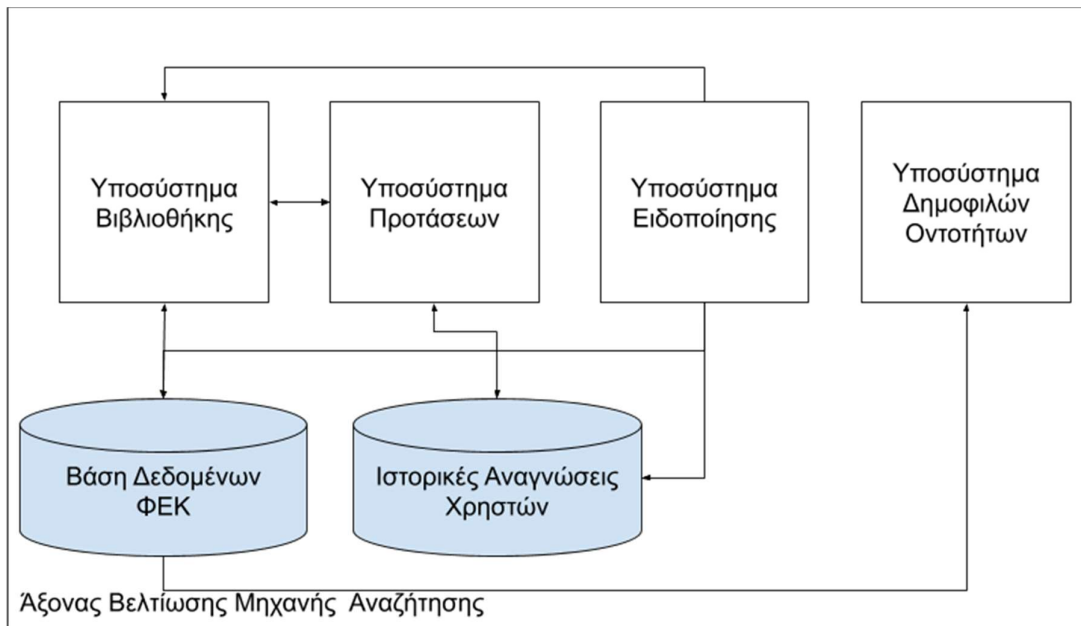 Υποσύστημα
Βιβλιοθήκης
Υποσύστημα
Προτάσεων
Υποσύστημα
Ειδοποίησης
Υποσύστημα
Δημοφιλών
Οντοτήτων
Βάση Δεδομένων
ΦΕΚ
Ιστορικές Αναγνώσεις
Χρηστών
Άξονας Βελτίωσης Μηχανής Αναζήτησης